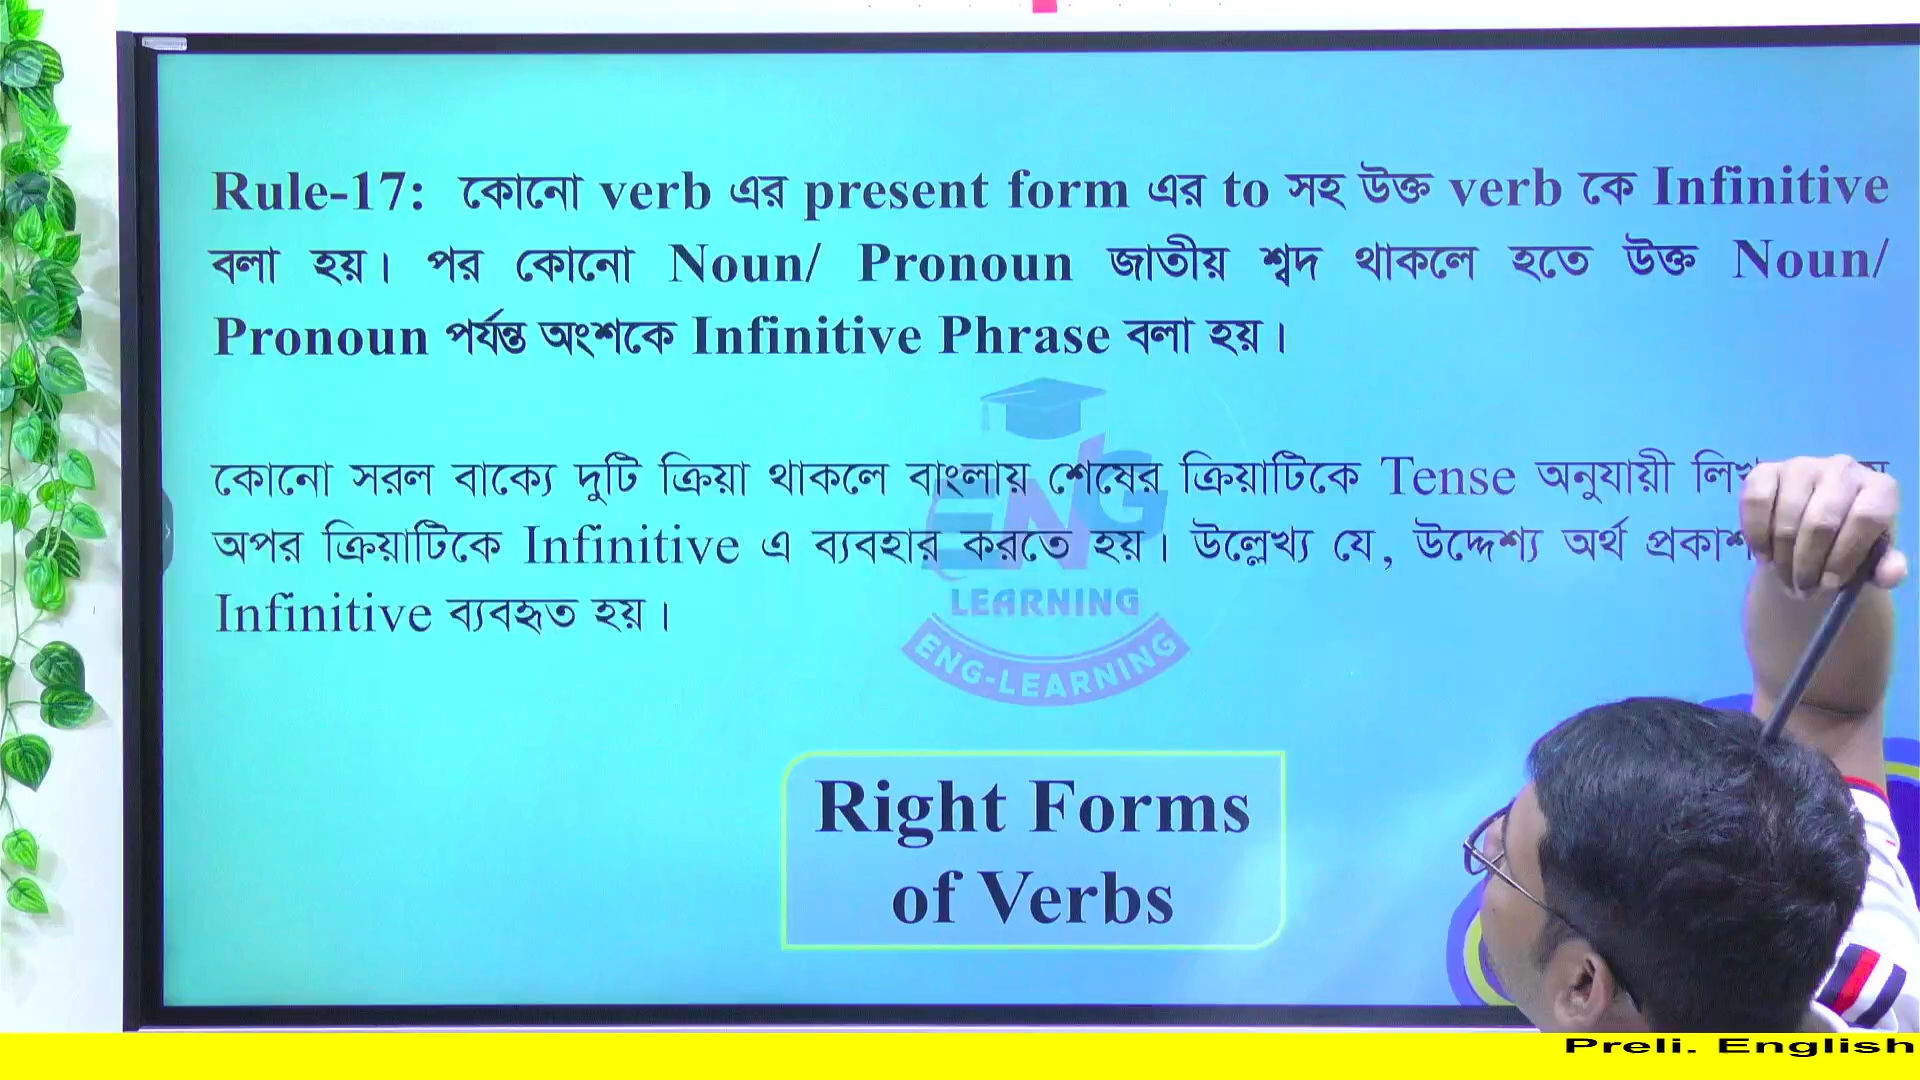 Rule-17: কোনো verb এর present form এর to সহ উক্ত verb কে Infinitive
বলা হয়। পর কোনো Noun/ Pronoun জাতীয় শ্বদ থাকলে হতে উক্ত Noun/
Pronoun পর্যন্ত অংশকে Infinitive Phrase বলা হয়।
কোনো সরল বাক্যে দুটি ক্রিয়া থাকলে বাংলায় শেষের ক্রিয়াটিকে Tense অনুযায়ী
অপর ক্রিয়াটিকে Infinitive এ ব্যবহার করতে হয়। উল্লেখ্য যে, উদ্দেশ্য অর্থ
Infinitive ব্যবহৃত হয়।
ENG
LEARNING
ENG-LEARNING
Right Forms
of Verbs
Preli. English